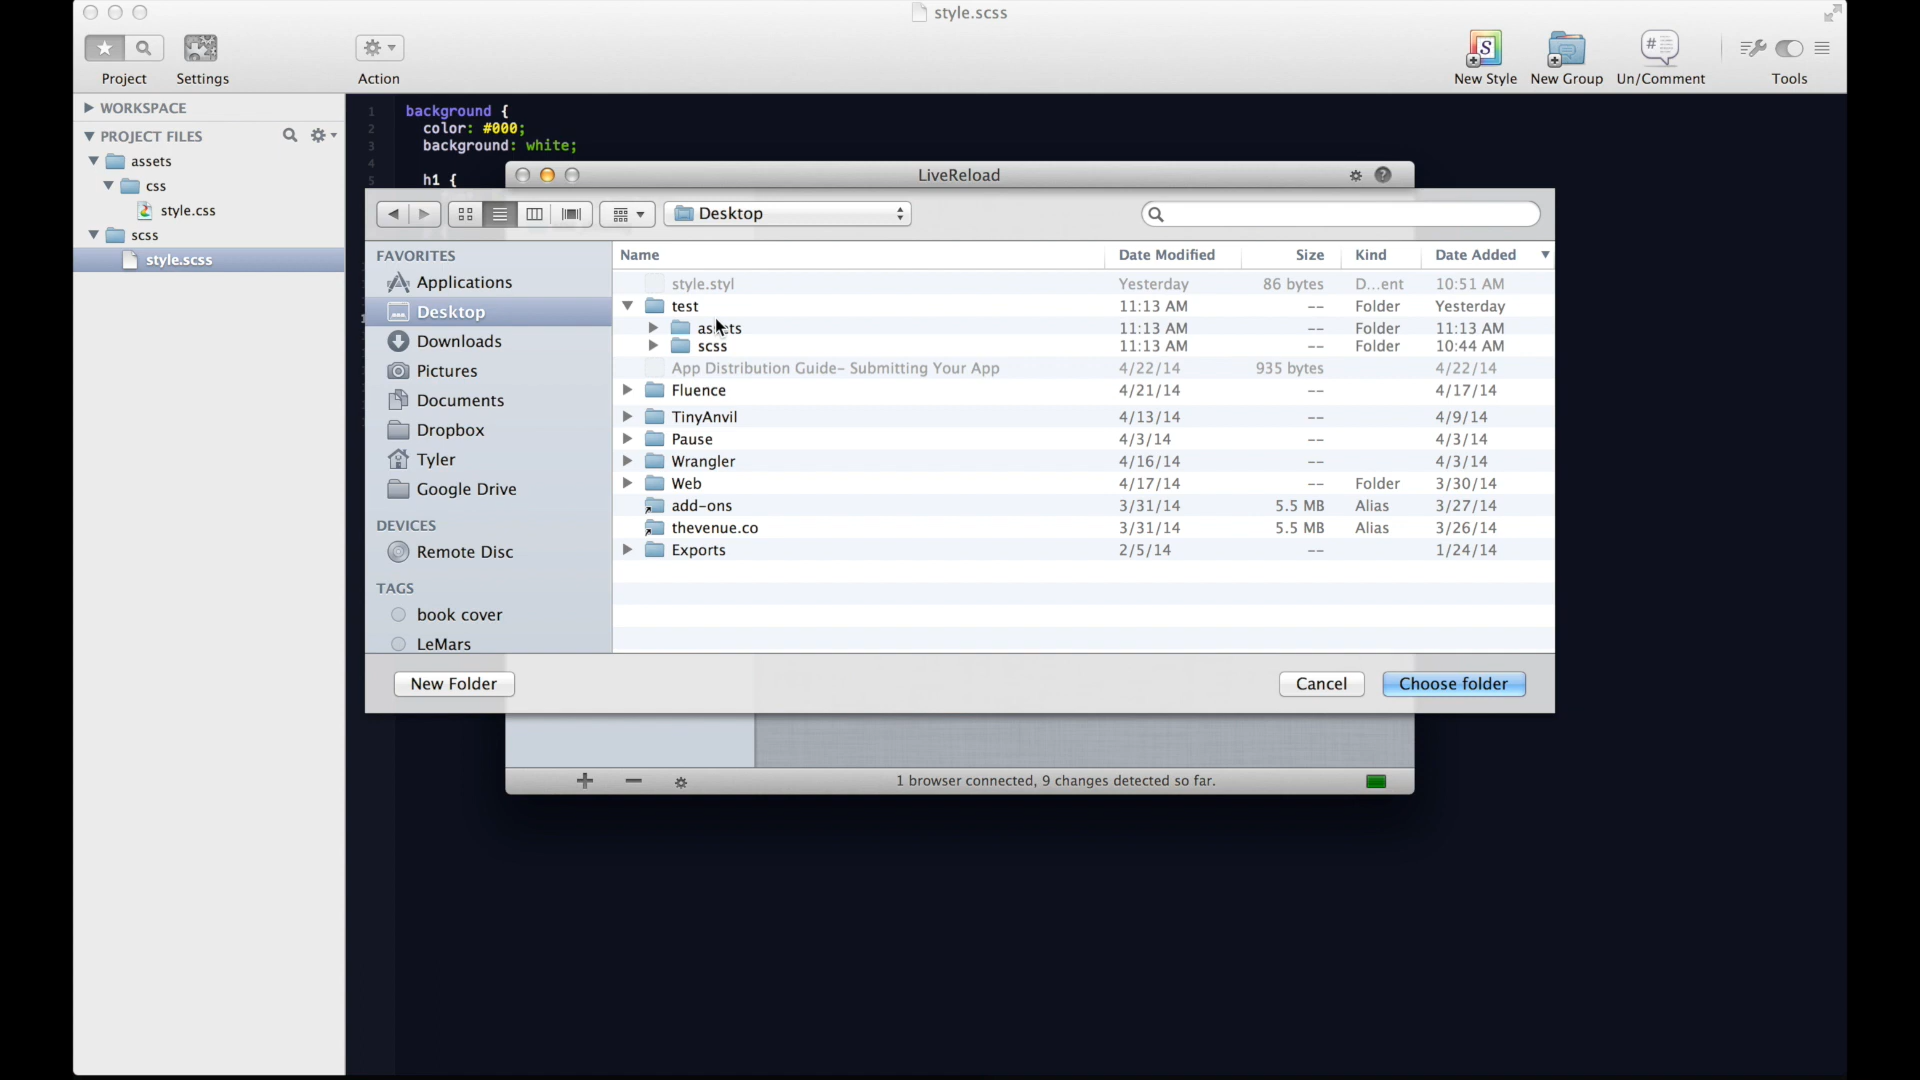 style.scss
Project
Settings
Action
New Style
New Group
Un/Comment
Tools
WORKSPACE
PROJECT FILES
assets
css
style.css
scss
style.scss
1 background {
2 color: #000;
3 background: white;
4
5 h1 {
LiveReload
Desktop
FAVORITES
Applications
Desktop
Downloads
Pictures
Documents
Dropbox
Tyler
Google Drive
DEVICES
Remote Disc
TAGS
book cover
LeMars
Name Date Modified Size Kind Date Added
style.styl Yesterday 86 bytes D...ent 10:51 AM
test 11:13 AM -- Folder Yesterday
assets 11:13 AM -- Folder 11:13 AM
scss 11:13 AM -- Folder 10:44 AM
App Distribution Guide- Submitting Your App 4/22/14 935 bytes 4/22/14
Fluence 4/21/14 -- 4/17/14
TinyAnvil 4/13/14 -- 4/9/14
Pause 4/3/14 -- 4/3/14
Wrangler 4/16/14 -- 4/3/14
Web 4/17/14 -- Folder 3/30/14
add-ons 3/31/14 5.5 MB Alias 3/27/14
thevenue.co 3/31/14 5.5 MB Alias 3/26/14
Exports 2/5/14 -- 1/24/14
New Folder
Cancel
Choose folder
1 browser connected, 9 changes detected so far.